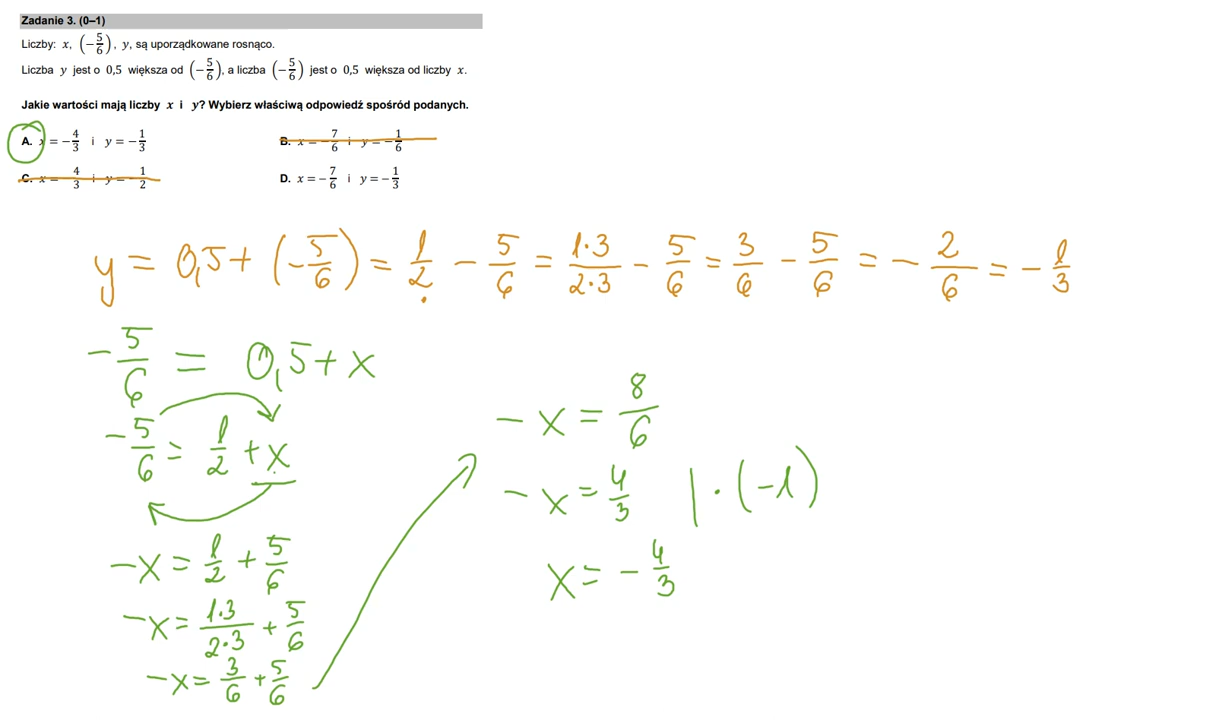 Zadanie 3. (0–1)
Liczby: x, (−5/6), y, są uporządkowane rosnąco.
Liczba y jest o 0,5 większa od (−5/6), a liczba (−5/6) jest o 0,5 większa od liczby x.
Jakie wartości mają liczby x i y? Wybierz właściwą odpowiedź spośród podanych.
A. x = −4/3 i y = −1/3
B. x = −7/6 i y = −1/6
C. x = −4/3 i y = −1/2
D. x = −7/6 i y = −1/3
y = 0,5 + (−5/6) = 1/2 − 5/6 = 1·3/2·3 − 5/6 = 3/6 − 5/6 = −2/6 = −1/3
−5/6 = 0,5 + x
−5/6 = 1/2 + x
−x = 1/2 + 5/6
−x = 1·3/2·3 + 5/6
−x = 3/6 + 5/6
−x = 8/6
−x = 4/3 | · (−1)
x = −4/3